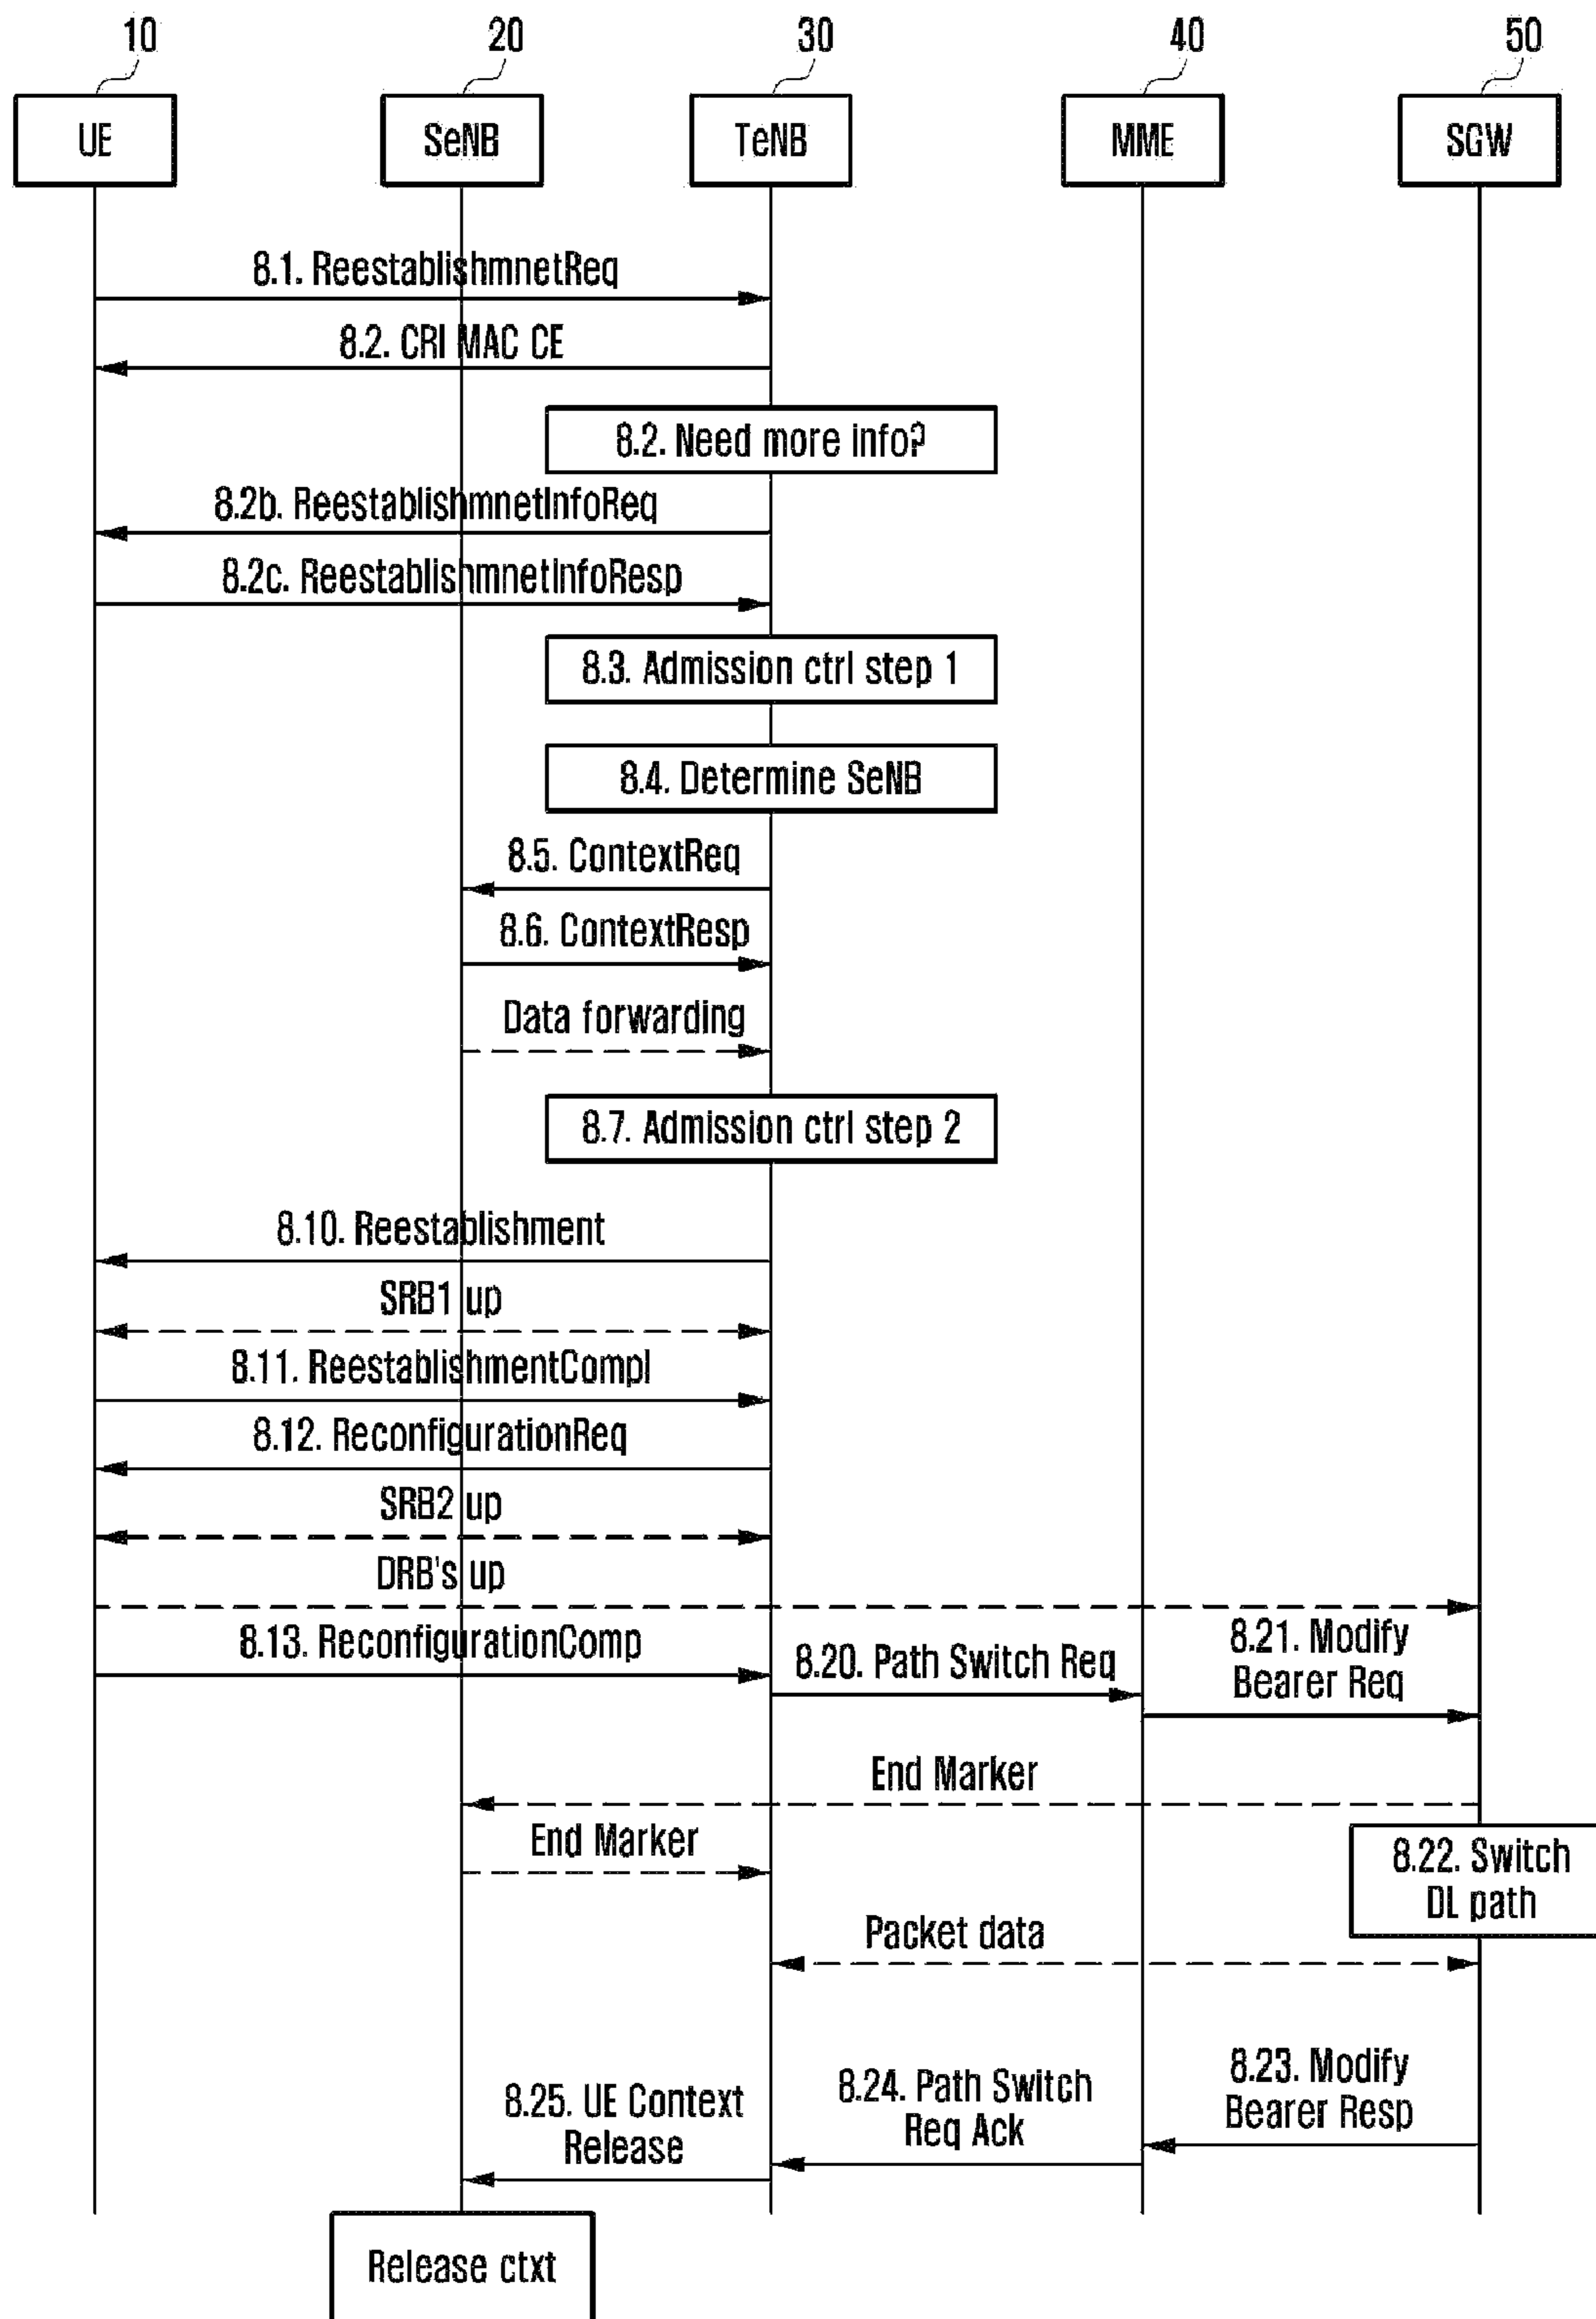 10
20
30
40
50
UE
SeNB
TeNB
MME
SGW
8.1. ReestablishmnetReq
8.2. CRI MAC CE
8.2. Need more info?
8.2b. ReestablishmnetInfoReq
8.2c. ReestablishmnetInfoResp
8.3. Admission ctrl step 1
8.4. Determine SeNB
8.5. ContextReq
8.6. ContextResp
Data forwarding
8.7. Admission ctrl step 2
8.10. Reestablishment
SRB1 up
8.11. ReestablishmentCompl
8.12. ReconfigurationReq
SRB2 up
DRB's up
8.13. ReconfigurationComp
8.20. Path Switch Req
8.21. Modify
Bearer Req
End Marker
End Marker
8.22. Switch
DL path
Packet data
8.23. Modify
Bearer Resp
8.24. Path Switch
Req Ack
8.25. UE Context
Release
Release ctxt